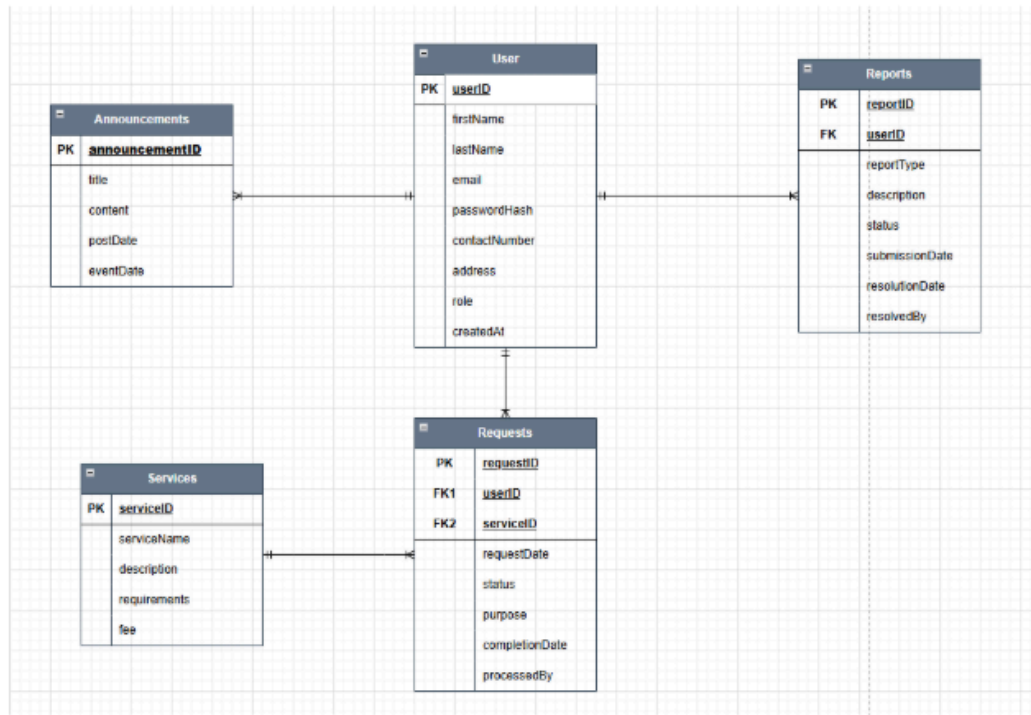 User
PK userID
firstName
lastName
email
passwordHash
contactNumber
address
role
createdAt
Reports
PK reportID
FK userID
reportType
description
status
submissionDate
resolutionDate
resolvedBy
Announcements
PK announcementID
title
content
postDate
eventDate
Requests
PK requestID
FK1 userID
FK2 serviceID
requestDate
status
purpose
completionDate
processedBy
Services
PK serviceID
serviceName
description
requirements
fee